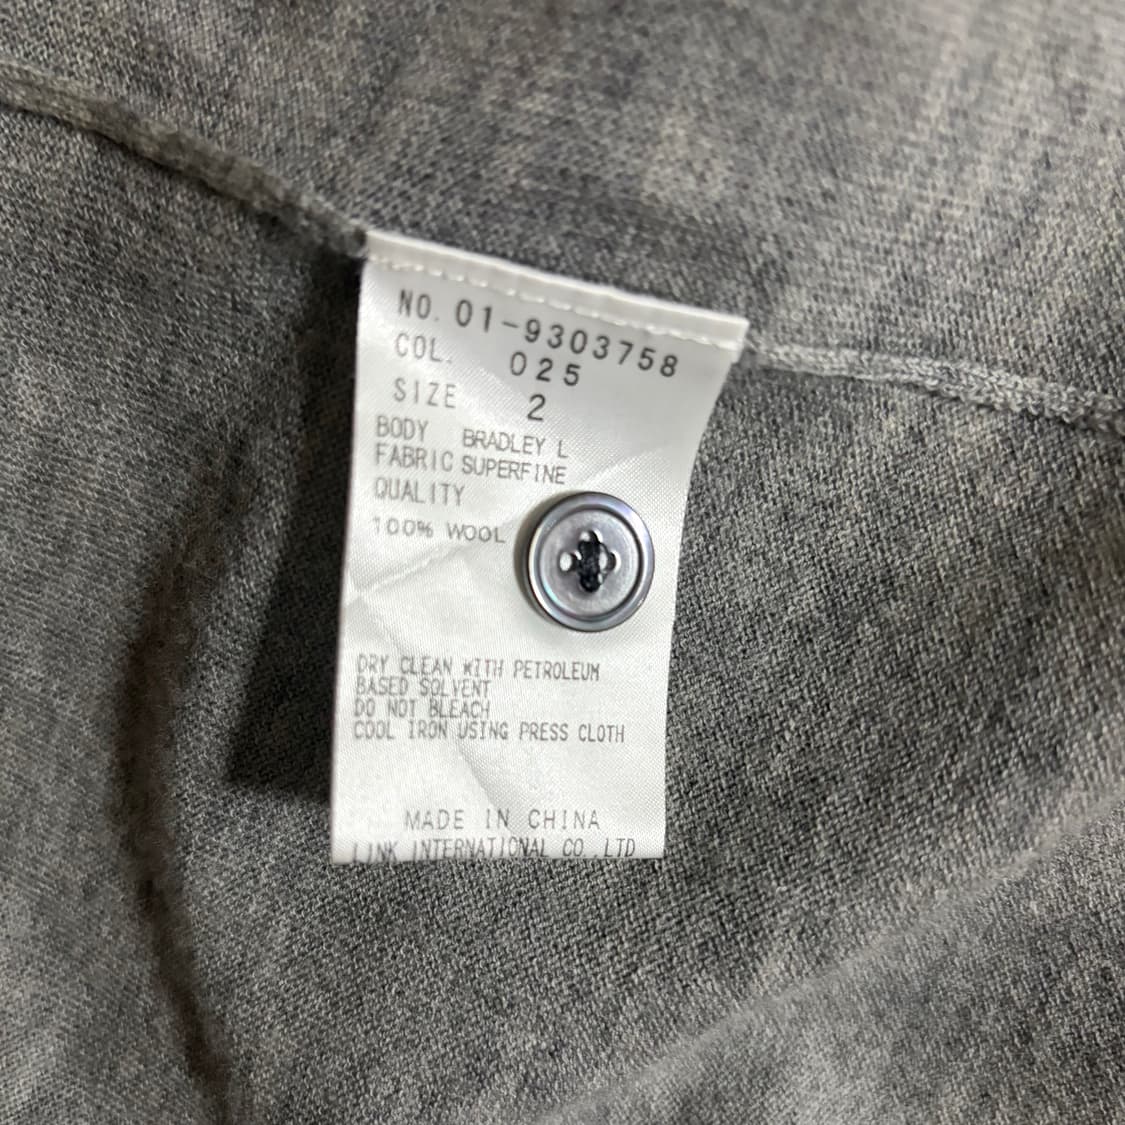 NO. 01-9303758
COL. 025
SIZE 2
BODY BRADLEY L
FABRIC SUPERFINE
QUALITY
100% WOOL
DRY CLEAN WITH PETROLEUM
BASED SOLVENT
DO NOT BLEACH
COOL IRON USING PRESS CLOTH
MADE IN CHINA
LINK INTERNATIONAL CO.,LTD